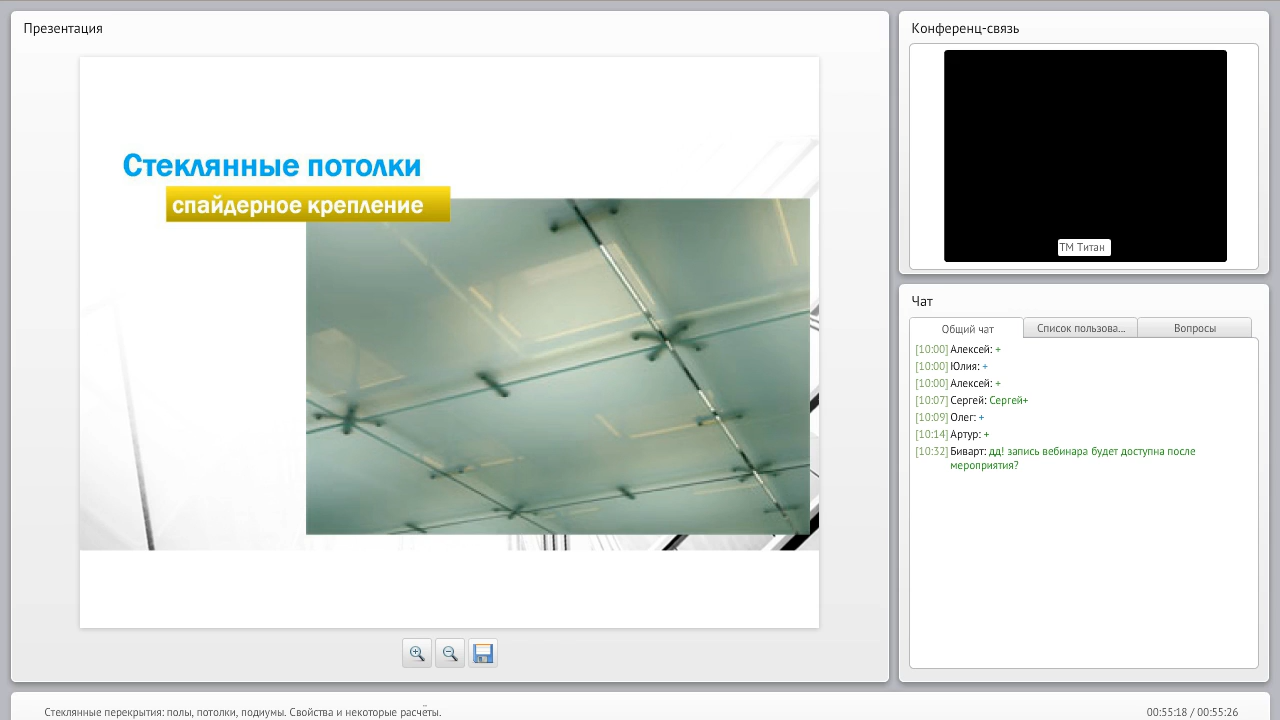 Презентация
Стеклянные потолки
спайдерное крепление
Конференц-связь
ТМ Титан
Чат
Общий чат
Список пользова...
Вопросы
[10:00] Алексей: +
[10:00] Юлия: +
[10:00] Алексей: +
[10:07] Сергей: Сергей+
[10:09] Олег: +
[10:14] Артур: +
[10:32] Биварт: дд! запись вебинара будет доступна после
мероприятия?
Стеклянные перекрытия: полы, потолки, подиумы. Свойства и некоторые расчёты.
00:55:18 / 00:55:26